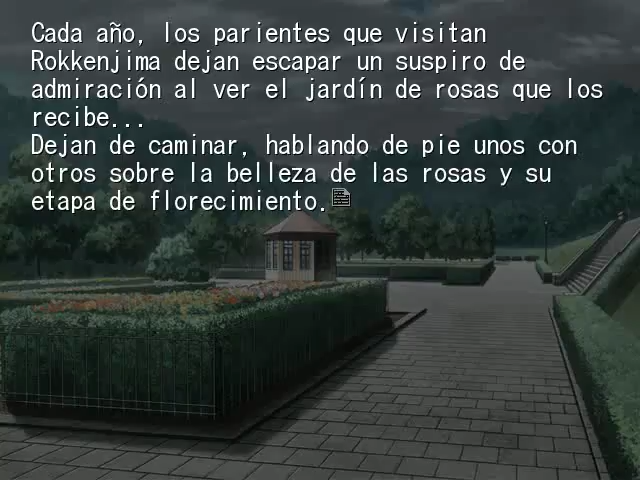 Cada año, los parientes que visitan
Rokkenjima dejan escapar un suspiro de
admiración al ver el jardín de rosas que los
recibe...
Dejan de caminar, hablando de pie unos con
otros sobre la belleza de las rosas y su
etapa de florecimiento.